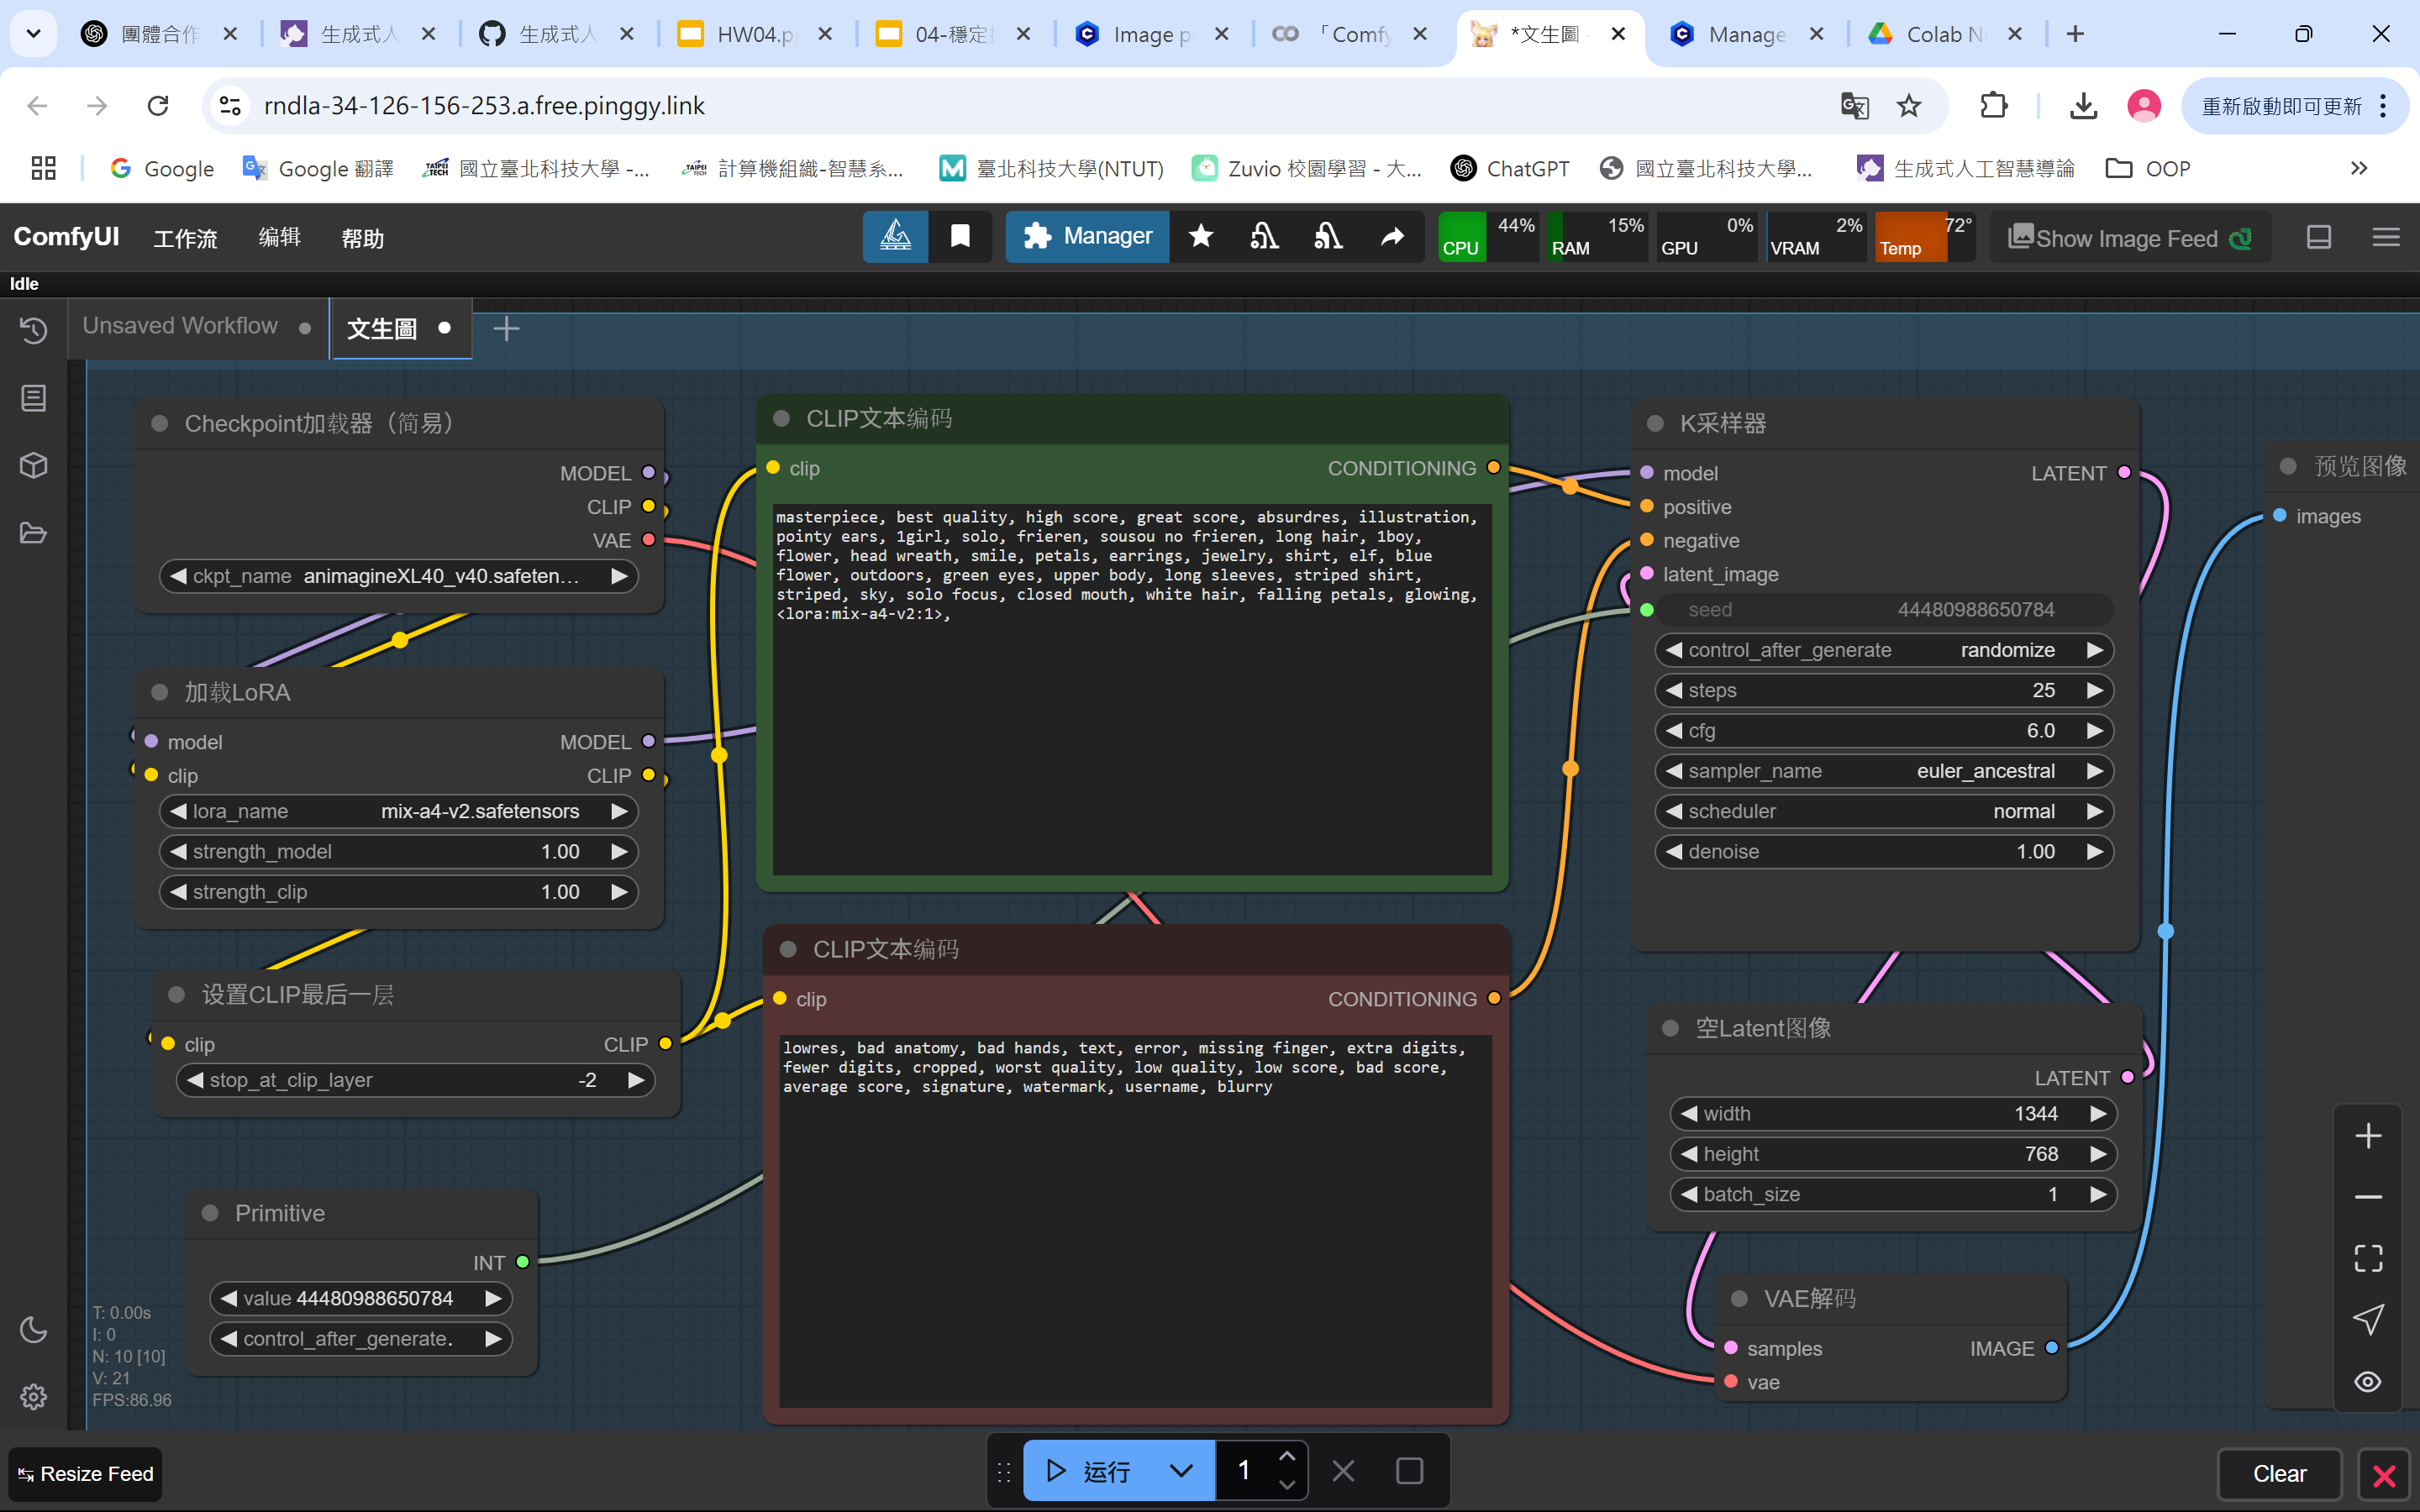 團體合作
生成式人
生成式人
HW04.p
04-穩定
Image p
「Comfy
*文生圖 -
Manage
Colab N
rndla-34-126-156-253.a.free.pinggy.link
重新啟動即可更新
Google
Google 翻譯
國立臺北科技大學 -...
計算機組織-智慧系...
臺北科技大學(NTUT)
Zuvio 校園學習 - 大...
ChatGPT
國立臺北科技大學...
生成式人工智慧導論
OOP
ComfyUI
工作流
编辑
帮助
Manager
CPU 44%
RAM 15%
GPU 0%
VRAM 2%
Temp 72°
Show Image Feed
Idle
Unsaved Workflow
文生圖
Checkpoint加载器（简易）
MODEL
CLIP
VAE
ckpt_name animagineXL40_v40.safeten...
加载LoRA
model MODEL
clip CLIP
lora_name mix-a4-v2.safetensors
strength_model 1.00
strength_clip 1.00
设置CLIP最后一层
clip CLIP
stop_at_clip_layer -2
Primitive
INT
value 44480988650784
control_after_generate.
T: 0.00s
I: 0
N: 10 [10]
V: 21
FPS:86.96
CLIP文本编码
clip CONDITIONING
masterpiece, best quality, high score, great score, absurdres, illustration,
pointy ears, 1girl, solo, frieren, sousou no frieren, long hair, 1boy,
flower, head wreath, smile, petals, earrings, jewelry, shirt, elf, blue
flower, outdoors, green eyes, upper body, long sleeves, striped shirt,
striped, sky, solo focus, closed mouth, white hair, falling petals, glowing,
<lora:mix-a4-v2:1>,
CLIP文本编码
clip CONDITIONING
lowres, bad anatomy, bad hands, text, error, missing finger, extra digits,
fewer digits, cropped, worst quality, low quality, low score, bad score,
average score, signature, watermark, username, blurry
K采样器
model LATENT
positive
negative
latent_image
seed 44480988650784
control_after_generate randomize
steps 25
cfg 6.0
sampler_name euler_ancestral
scheduler normal
denoise 1.00
空Latent图像
LATENT
width 1344
height 768
batch_size 1
VAE解码
samples IMAGE
vae
预览图像
images
Resize Feed
运行
1
Clear